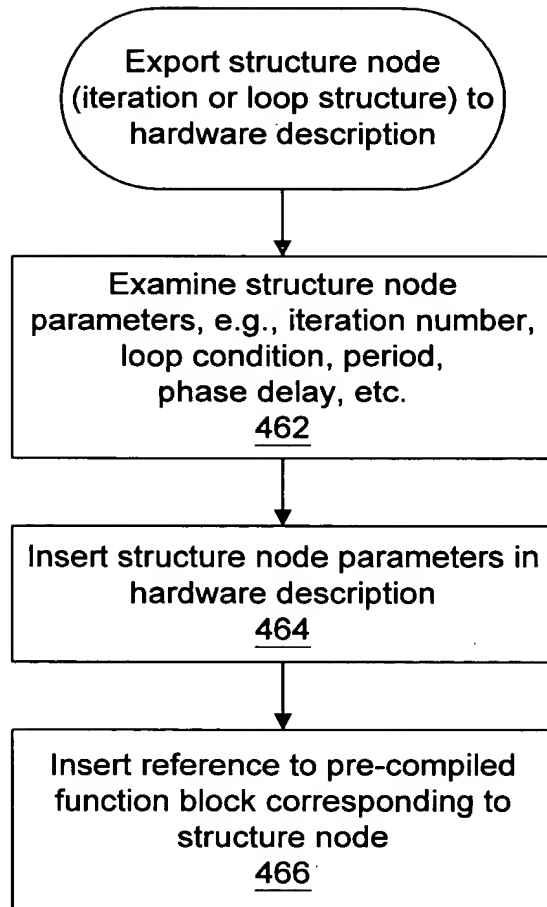 Export structure node
(iteration or loop structure) to
hardware description
Examine structure node
parameters, e.g., iteration number,
loop condition, period,
phase delay, etc.
462
Insert structure node parameters in
hardware description
464
Insert reference to pre-compiled
function block corresponding to
structure node
466